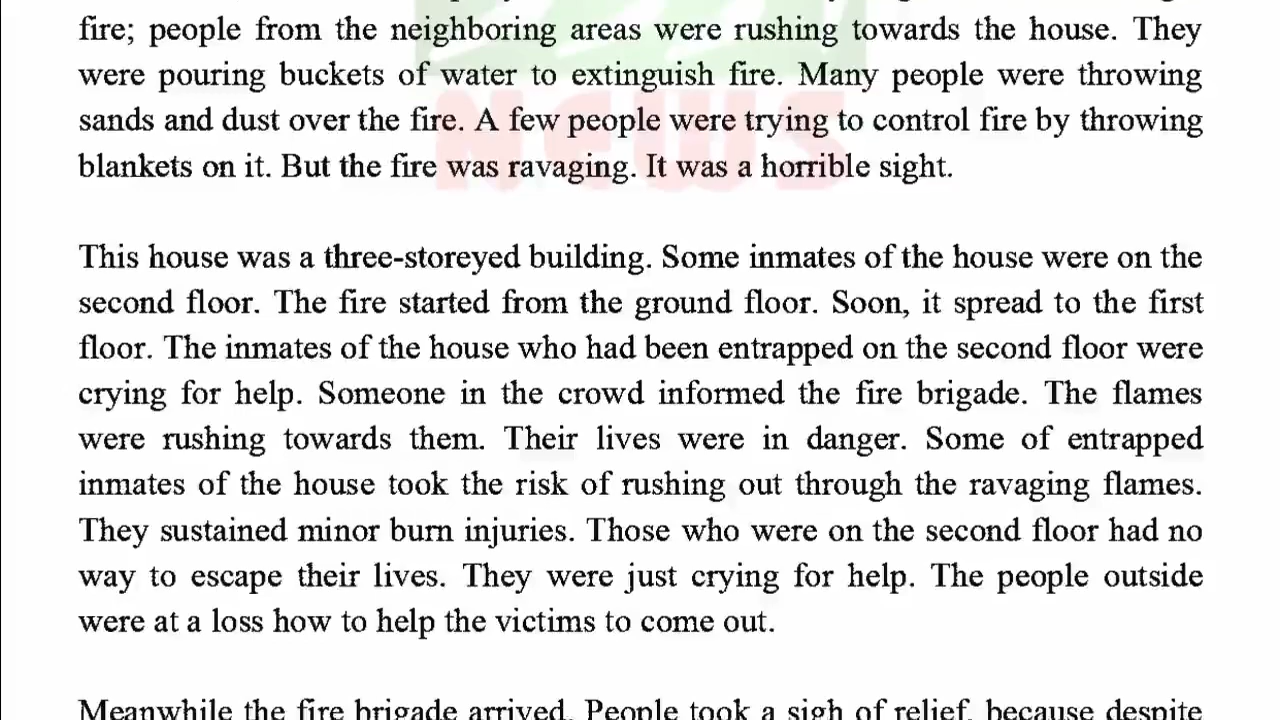 fire; people from the neighboring areas were rushing towards the house. They
were pouring buckets of water to extinguish fire. Many people were throwing
sands and dust over the fire. A few people were trying to control fire by throwing
blankets on it. But the fire was ravaging. It was a horrible sight.
NEWS
This house was a three-storeyed building. Some inmates of the house were on the
second floor. The fire started from the ground floor. Soon, it spread to the first
floor. The inmates of the house who had been entrapped on the second floor were
crying for help. Someone in the crowd informed the fire brigade. The flames
were rushing towards them. Their lives were in danger. Some of entrapped
inmates of the house took the risk of rushing out through the ravaging flames.
They sustained minor burn injuries. Those who were on the second floor had no
way to escape their lives. They were just crying for help. The people outside
were at a loss how to help the victims to come out.
Meanwhile the fire brigade arrived. People took a sigh of relief, because despite